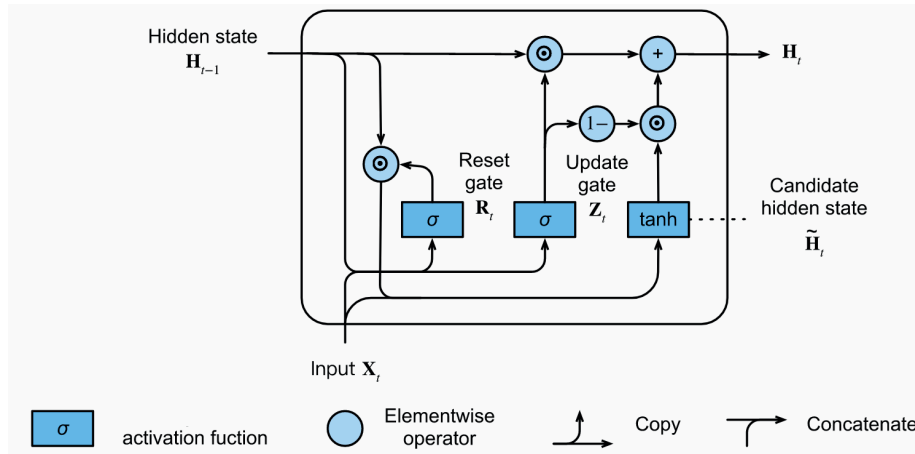 Hidden state
H_{t−1}
⊙
+
H_t
1−
⊙
⊙
Reset
gate
R_t
Update
gate
Z_t
σ
σ
tanh
Candidate
hidden state
H̃_t
Input X_t
σ
activation fuction
Elementwise
operator
Copy
Concatenate